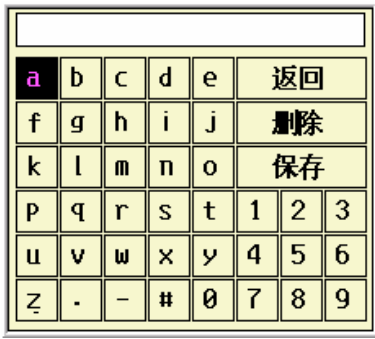 a b c d e 返回
f g h i j 删除
k l m n o 保存
p q r s t 1 2 3
u v w x y 4 5 6
z . - # 0 7 8 9